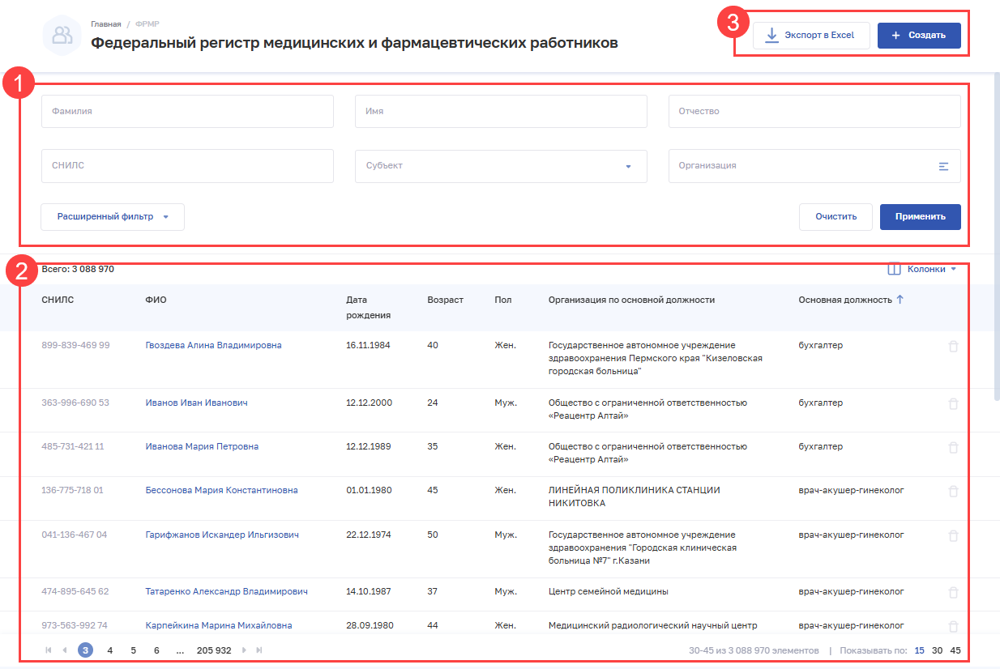 Главная / ФРМР
Федеральный регистр медицинских и фармацевтических работников
3
Экспорт в Excel
+ Создать
1
Фамилия
Имя
Отчество
СНИЛС
Субъект
Организация
Расширенный фильтр
Очистить
Применить
2
Всего: 3 088 970
Колонки
СНИЛС ФИО Дата Возраст Пол Организация по основной должности Основная должность
рождения
899-839-469 99 Гвоздева Алина Владимировна 16.11.1984 40 Жен. Государственное автономное учреждение бухгалтер
здравоохранения Пермского края "Кизеловская
городская больница"
363-996-690 53 Иванов Иван Иванович 12.12.2000 24 Муж. Общество с ограниченной ответственностью бухгалтер
«Реацентр Алтай»
485-731-421 11 Иванова Мария Петровна 12.12.1989 35 Жен. Общество с ограниченной ответственностью бухгалтер
«Реацентр Алтай»
136-775-718 01 Бессонова Мария Константиновна 01.01.1980 45 Жен. ЛИНЕЙНАЯ ПОЛИКЛИНИКА СТАНЦИИ врач-акушер-гинеколог
НИКИТОВКА
041-136-467 04 Гарифжанов Искандер Ильгизович 22.12.1974 50 Муж. Государственное автономное учреждение врач-акушер-гинеколог
здравоохранения "Городская клиническая
больница №7" г.Казани
474-895-645 62 Татаренко Александр Владимирович 14.10.1987 37 Муж. Центр семейной медицины врач-акушер-гинеколог
973-563-992 74 Карпейкина Марина Михайловна 28.09.1980 44 Жен. Медицинский радиологический научный центр врач-акушер-гинеколог
3 4 5 6 ... 205 932
30-45 из 3 088 970 элементов | Показывать по: 15 30 45